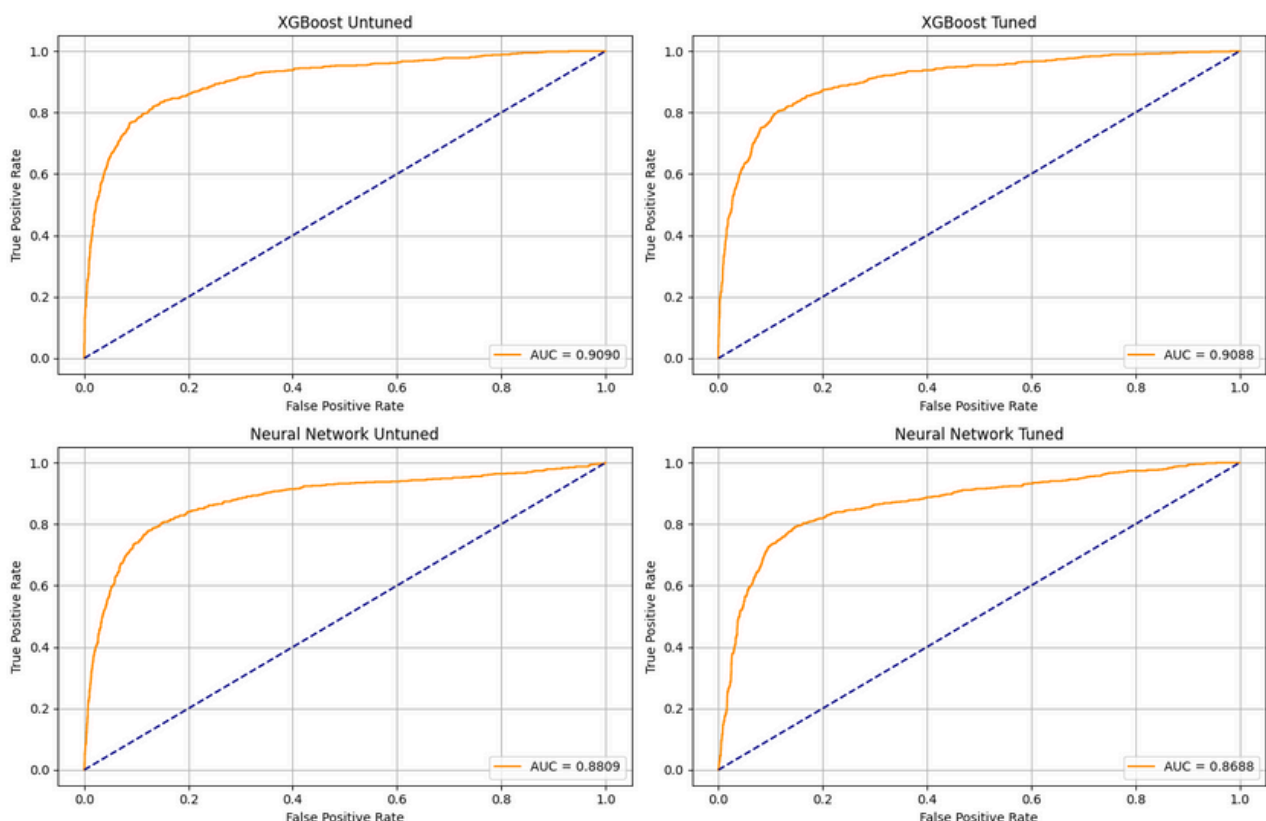 XGBoost Untuned
True Positive Rate
1.0
0.8
0.6
0.4
0.2
0.0
AUC = 0.9090
0.0 0.2 0.4 0.6 0.8 1.0
False Positive Rate
XGBoost Tuned
True Positive Rate
1.0
0.8
0.6
0.4
0.2
0.0
AUC = 0.9088
0.0 0.2 0.4 0.6 0.8 1.0
False Positive Rate
Neural Network Untuned
True Positive Rate
1.0
0.8
0.6
0.4
0.2
0.0
AUC = 0.8809
0.0 0.2 0.4 0.6 0.8 1.0
False Positive Rate
Neural Network Tuned
True Positive Rate
1.0
0.8
0.6
0.4
0.2
0.0
AUC = 0.8688
0.0 0.2 0.4 0.6 0.8 1.0
False Positive Rate